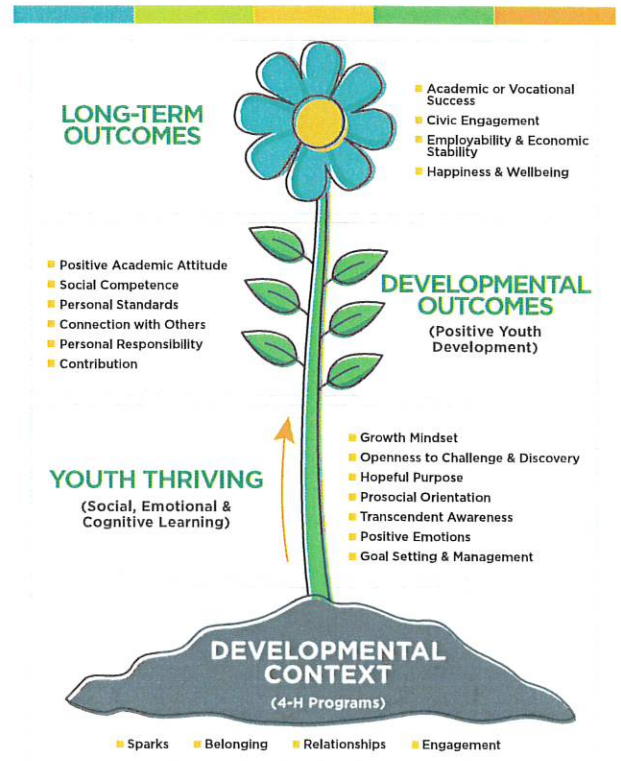 LONG-TERM
OUTCOMES
Academic or Vocational
Success
Civic Engagement
Employability & Economic
Stability
Happiness & Wellbeing
Positive Academic Attitude
Social Competence
Personal Standards
Connection with Others
Personal Responsibility
Contribution
DEVELOPMENTAL
OUTCOMES
(Positive Youth
Development)
YOUTH THRIVING
(Social, Emotional &
Cognitive Learning)
Growth Mindset
Openness to Challenge & Discovery
Hopeful Purpose
Prosocial Orientation
Transcendent Awareness
Positive Emotions
Goal Setting & Management
DEVELOPMENTAL
CONTEXT
(4-H Programs)
Sparks Belonging Relationships Engagement